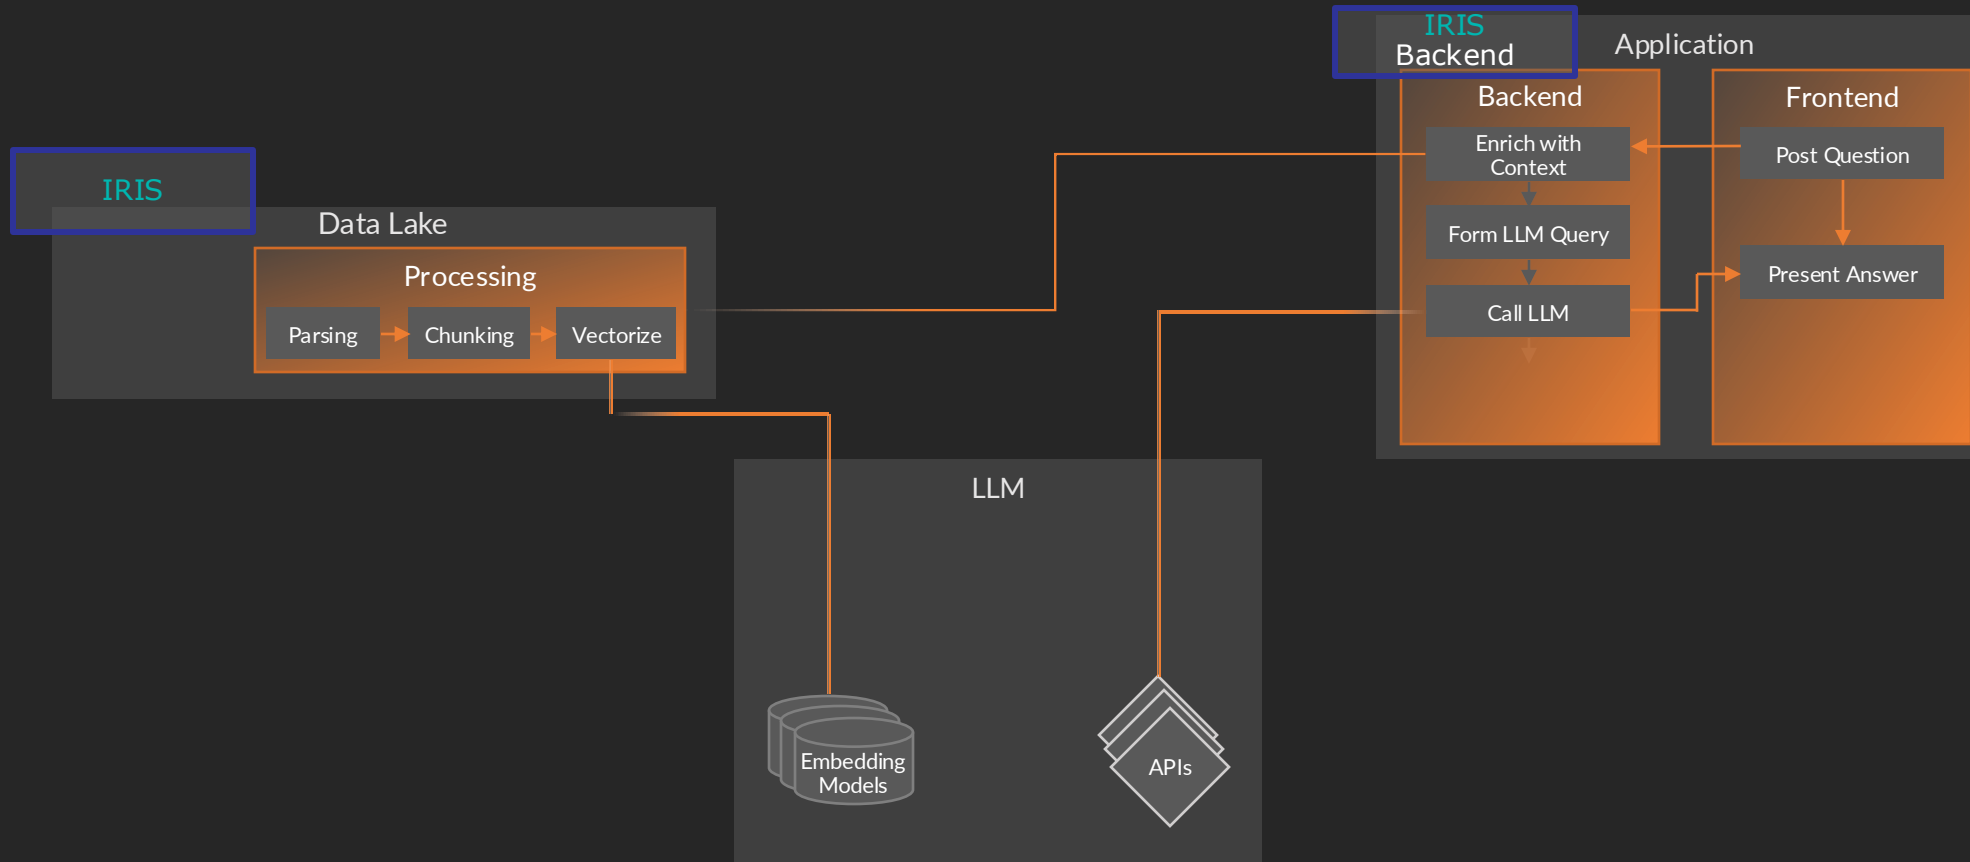 IRIS
Backend
Application
Backend
Frontend
Enrich with
Context
Post Question
Form LLM Query
Present Answer
Call LLM
IRIS
Data Lake
Processing
Parsing
Chunking
Vectorize
LLM
Embedding
Models
APIs